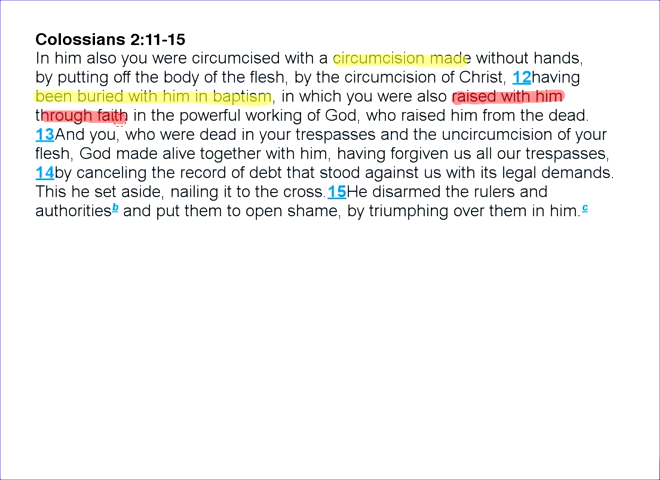 Colossians 2:11-15
In him also you were circumcised with a circumcision made without hands,
by putting off the body of the flesh, by the circumcision of Christ, 12having
been buried with him in baptism, in which you were also raised with him
through faith in the powerful working of God, who raised him from the dead.
13And you, who were dead in your trespasses and the uncircumcision of your
flesh, God made alive together with him, having forgiven us all our trespasses,
14by canceling the record of debt that stood against us with its legal demands.
This he set aside, nailing it to the cross.15He disarmed the rulers and
authoritiesb and put them to open shame, by triumphing over them in him.c